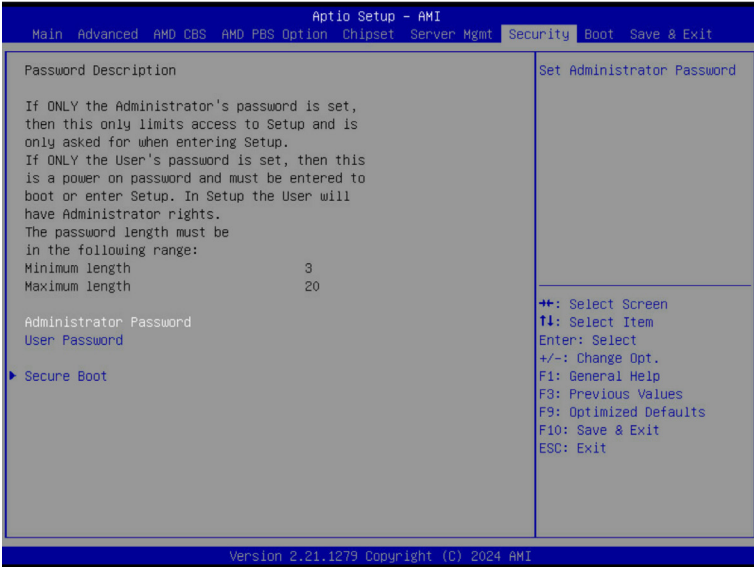 Aptio Setup - AMI
Main Advanced AMD CBS AMD PBS Option Chipset Server Mgmt Security Boot Save & Exit
Password Description
If ONLY the Administrator's password is set,
then this only limits access to Setup and is
only asked for when entering Setup.
If ONLY the User's password is set, then this
is a power on password and must be entered to
boot or enter Setup. In Setup the User will
have Administrator rights.
The password length must be
in the following range:
Minimum length 3
Maximum length 20
Administrator Password
User Password
Secure Boot
Set Administrator Password
→←: Select Screen
↑↓: Select Item
Enter: Select
+/-: Change Opt.
F1: General Help
F3: Previous Values
F9: Optimized Defaults
F10: Save & Exit
ESC: Exit
Version 2.21.1279 Copyright (C) 2024 AMI